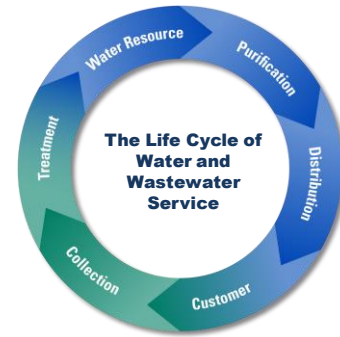 The Life Cycle of
Water and
Wastewater
Service
Water Resource
Purification
Distribution
Customer
Collection
Treatment